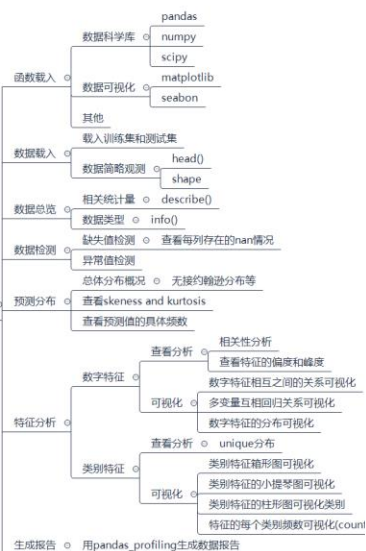 函数载入
数据科学库
pandas
numpy
scipy
数据可视化
matplotlib
seabon
其他
数据载入
载入训练集和测试集
数据简略观测
head()
shape
数据总览
相关统计量
describe()
数据类型
info()
数据检测
缺失值检测
查看每列存在的nan情况
异常值检测
预测分布
总体分布概况
无接约翰逊分布等
查看skeness and kurtosis
查看预测值的具体频数
特征分析
数字特征
查看分析
相关性分析
查看特征的偏度和峰度
可视化
数字特征相互之间的关系可视化
多变量互相回归关系可视化
数字特征的分布可视化
类别特征
查看分析
unique分布
可视化
类别特征箱形图可视化
类别特征的小提琴图可视化
类别特征的柱形图可视化类别
特征的每个类别频数可视化(count
生成报告
用pandas_profiling生成数据报告